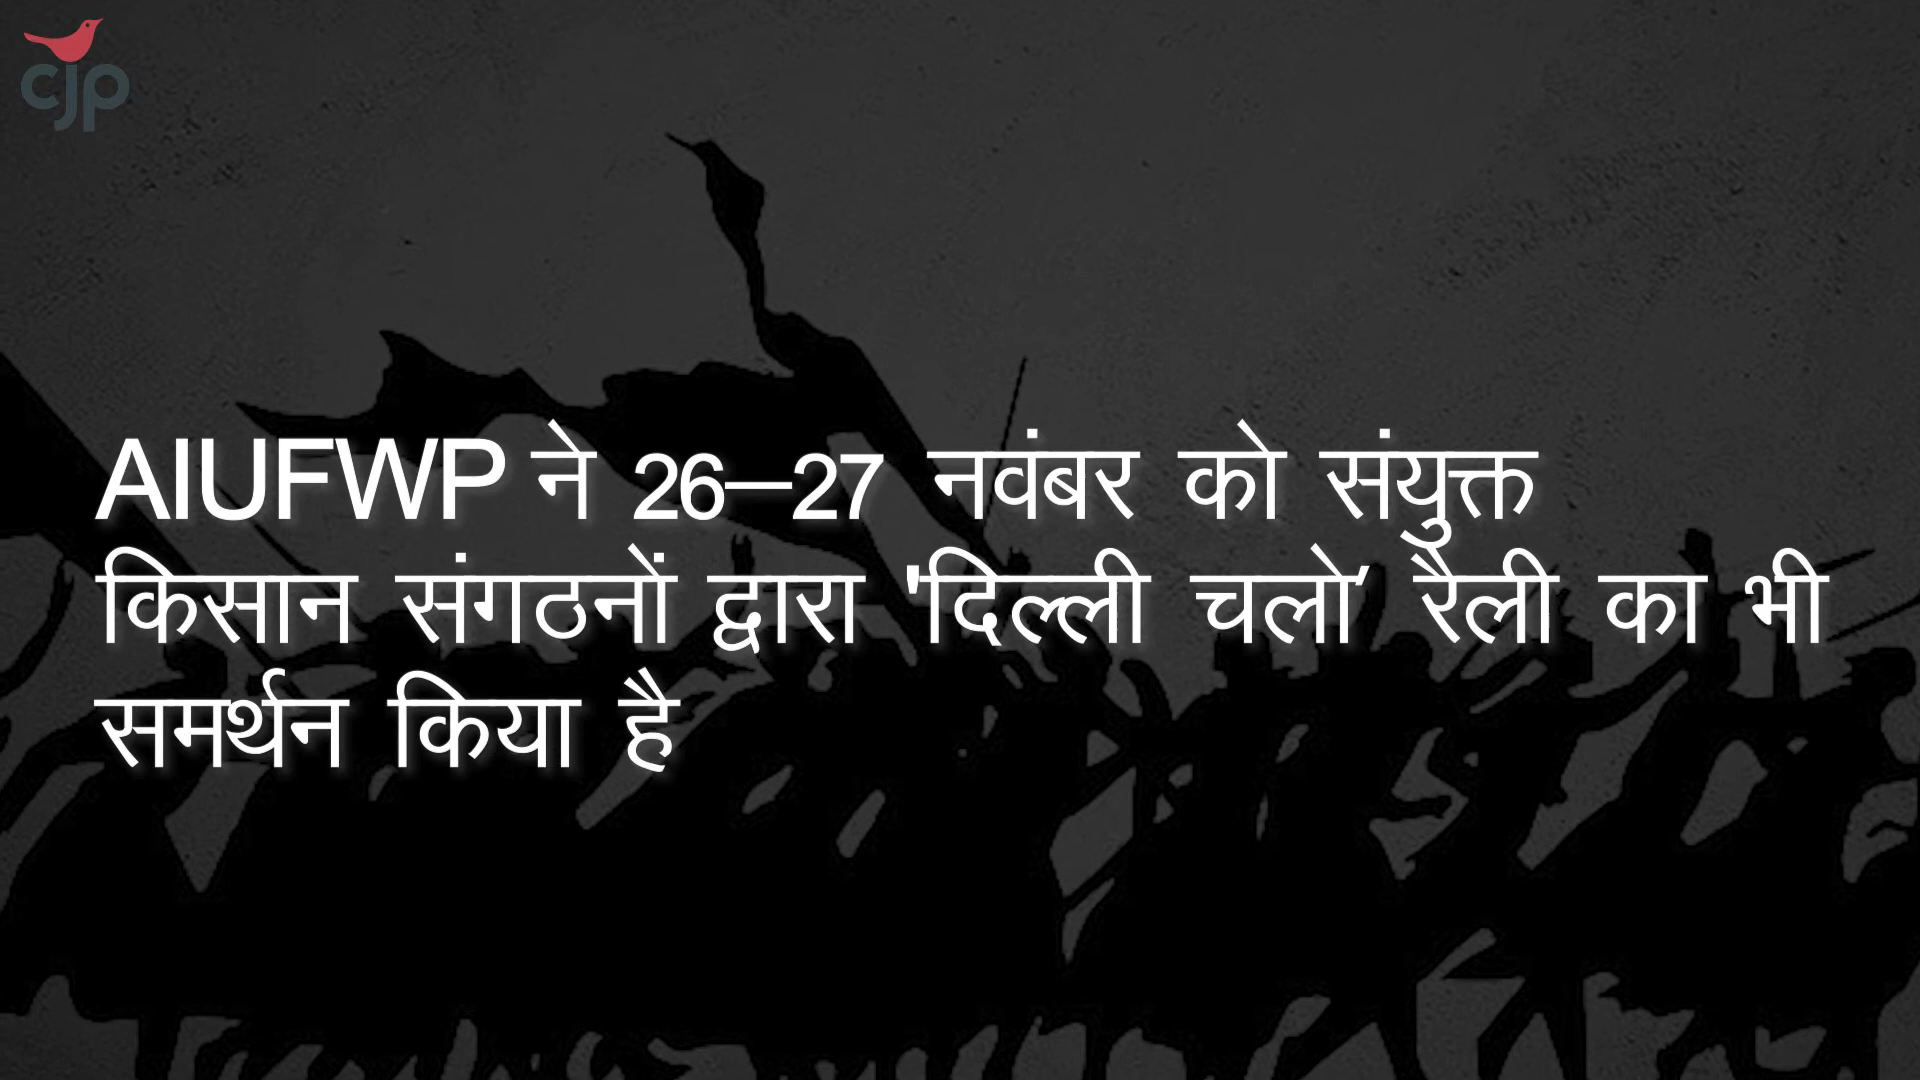 cjp
AIUFWP ने 26–27 नवंबर को संयुक्त
किसान संगठनों द्वारा 'दिल्ली चलो’ रैली का भी
समर्थन किया है